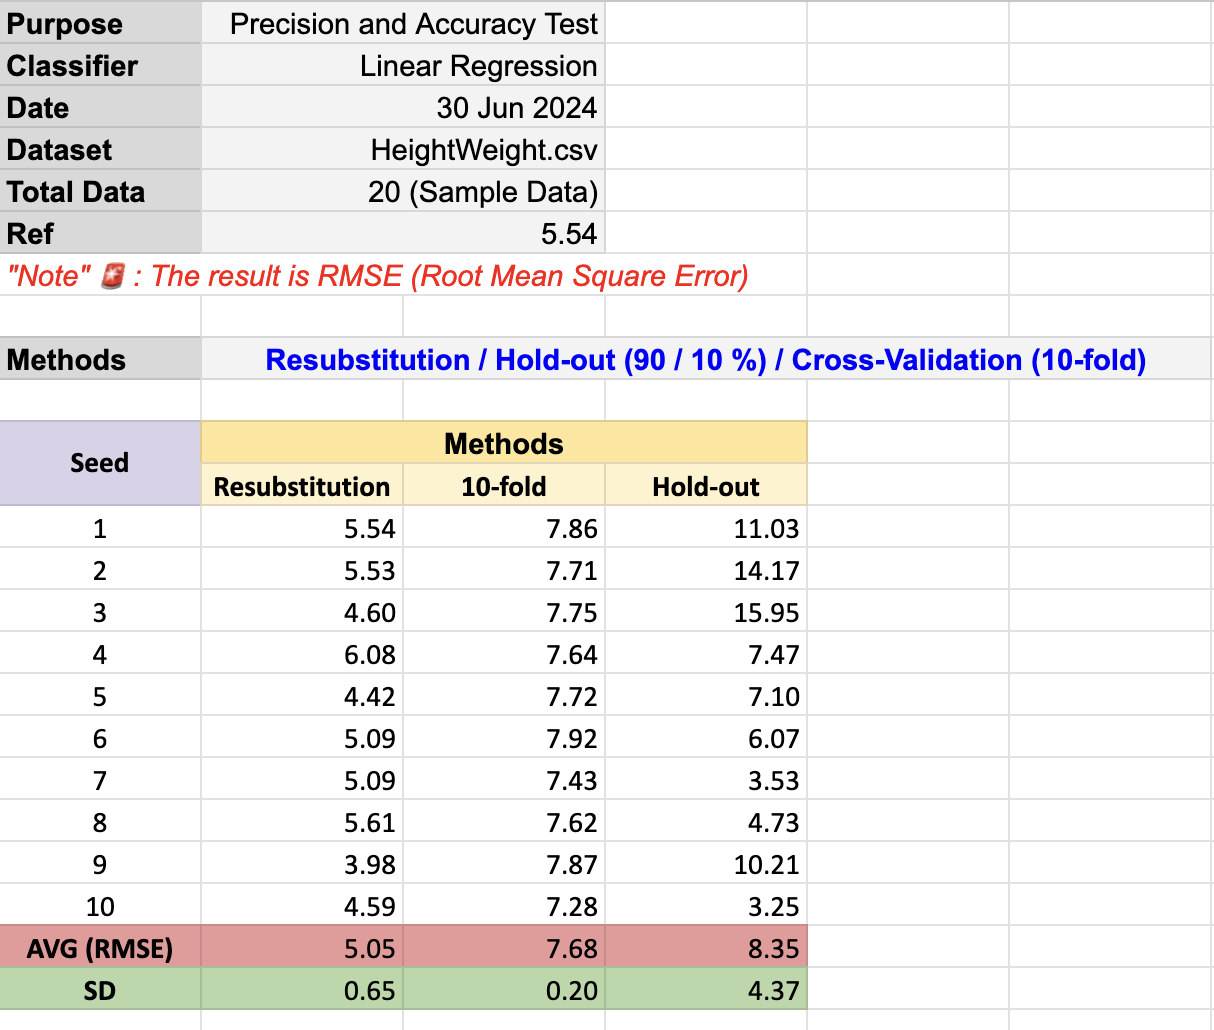 Purpose Precision and Accuracy Test
Classifier Linear Regression
Date 30 Jun 2024
Dataset HeightWeight.csv
Total Data 20 (Sample Data)
Ref 5.54
"Note" 🚨 : The result is RMSE (Root Mean Square Error)
Methods Resubstitution / Hold-out (90 / 10 %) / Cross-Validation (10-fold)
Seed Methods
Resubstitution 10-fold Hold-out
1 5.54 7.86 11.03
2 5.53 7.71 14.17
3 4.60 7.75 15.95
4 6.08 7.64 7.47
5 4.42 7.72 7.10
6 5.09 7.92 6.07
7 5.09 7.43 3.53
8 5.61 7.62 4.73
9 3.98 7.87 10.21
10 4.59 7.28 3.25
AVG (RMSE) 5.05 7.68 8.35
SD 0.65 0.20 4.37